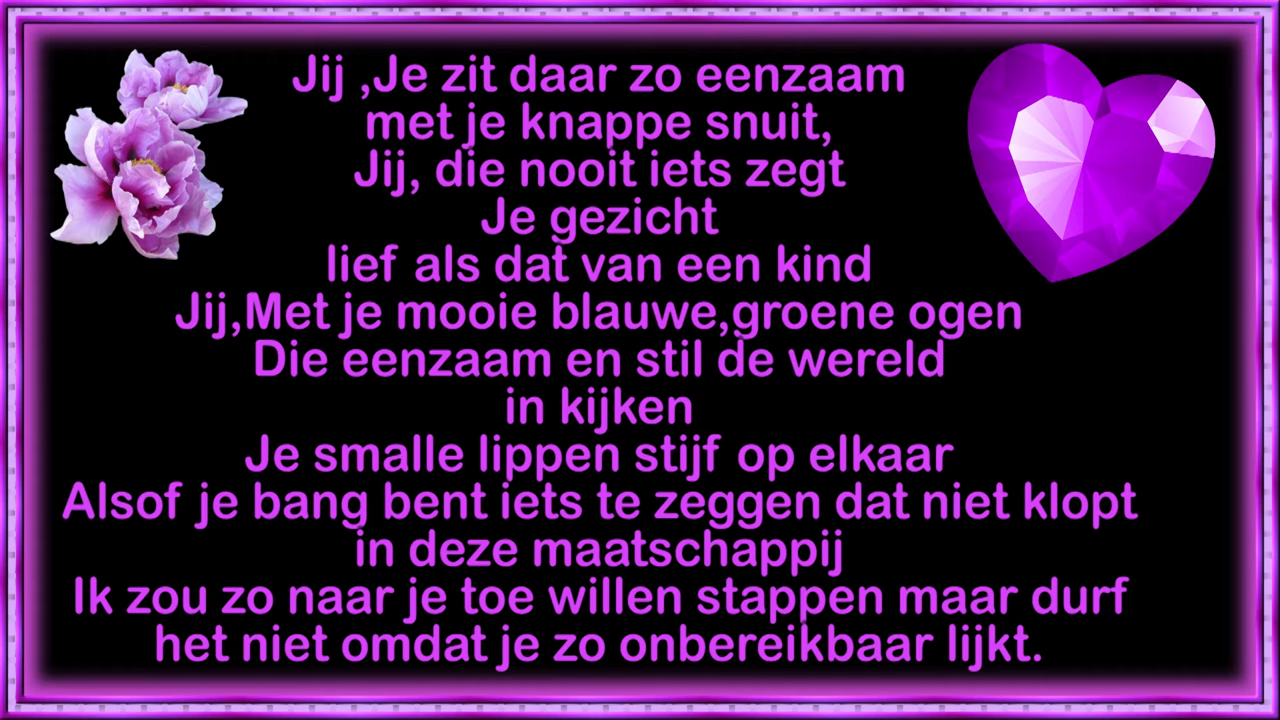 Jij ,Je zit daar zo eenzaam
met je knappe snuit,
Jij, die nooit iets zegt
Je gezicht
lief als dat van een kind
Jij,Met je mooie blauwe,groene ogen
Die eenzaam en stil de wereld
in kijken
Je smalle lippen stijf op elkaar
Alsof je bang bent iets te zeggen dat niet klopt
in deze maatschappij
Ik zou zo naar je toe willen stappen maar durf
het niet omdat je zo onbereikbaar lijkt.